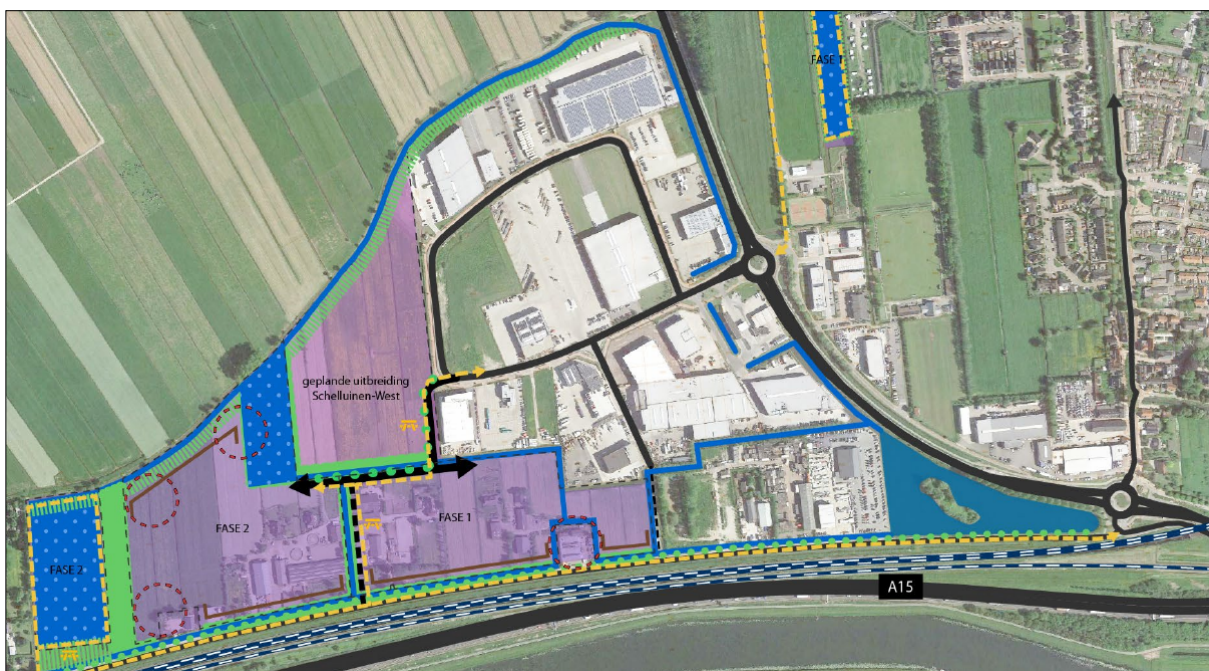 FASE 1
geplande uitbreiding
Schelluinen-West
FASE 2
FASE 1
FASE 2
A15